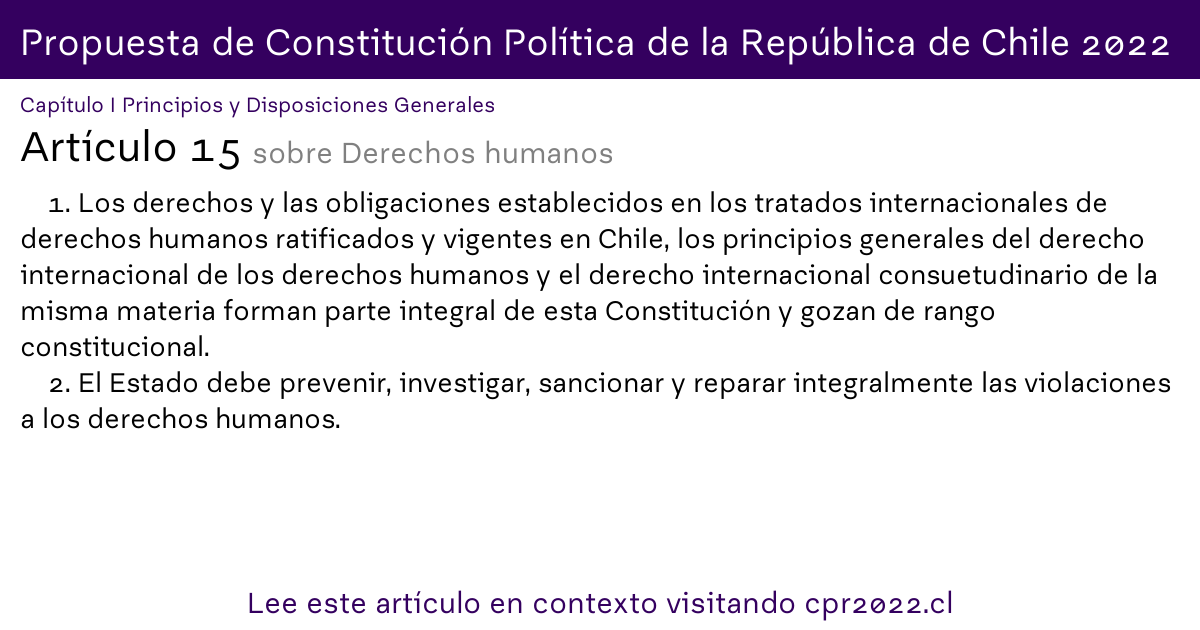 Propuesta de Constitución Política de la República de Chile 2022
Capítulo I Principios y Disposiciones Generales
Artículo 15 sobre Derechos humanos
1. Los derechos y las obligaciones establecidos en los tratados internacionales de
derechos humanos ratificados y vigentes en Chile, los principios generales del derecho
internacional de los derechos humanos y el derecho internacional consuetudinario de la
misma materia forman parte integral de esta Constitución y gozan de rango
constitucional.
2. El Estado debe prevenir, investigar, sancionar y reparar integralmente las violaciones
a los derechos humanos.
Lee este artículo en contexto visitando cpr2022.cl